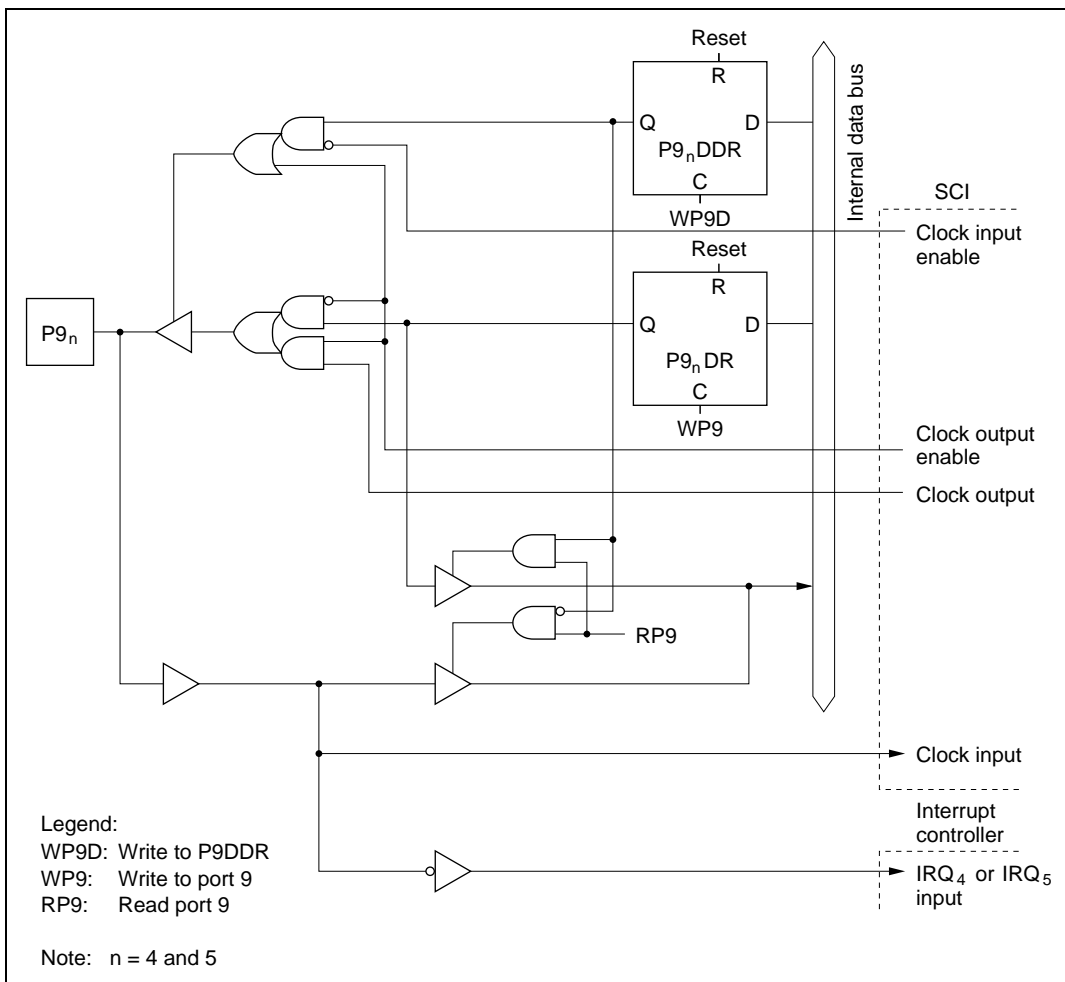 Reset
R
Q
D
P9nDDR
C
WP9D
Internal data bus
SCI
Clock input
enable
Reset
R
Q
D
P9nDR
C
WP9
P9n
Clock output
enable
Clock output
RP9
Clock input
Interrupt
controller
IRQ4 or IRQ5
input
Legend:
WP9D: Write to P9DDR
WP9: Write to port 9
RP9: Read port 9
Note: n = 4 and 5